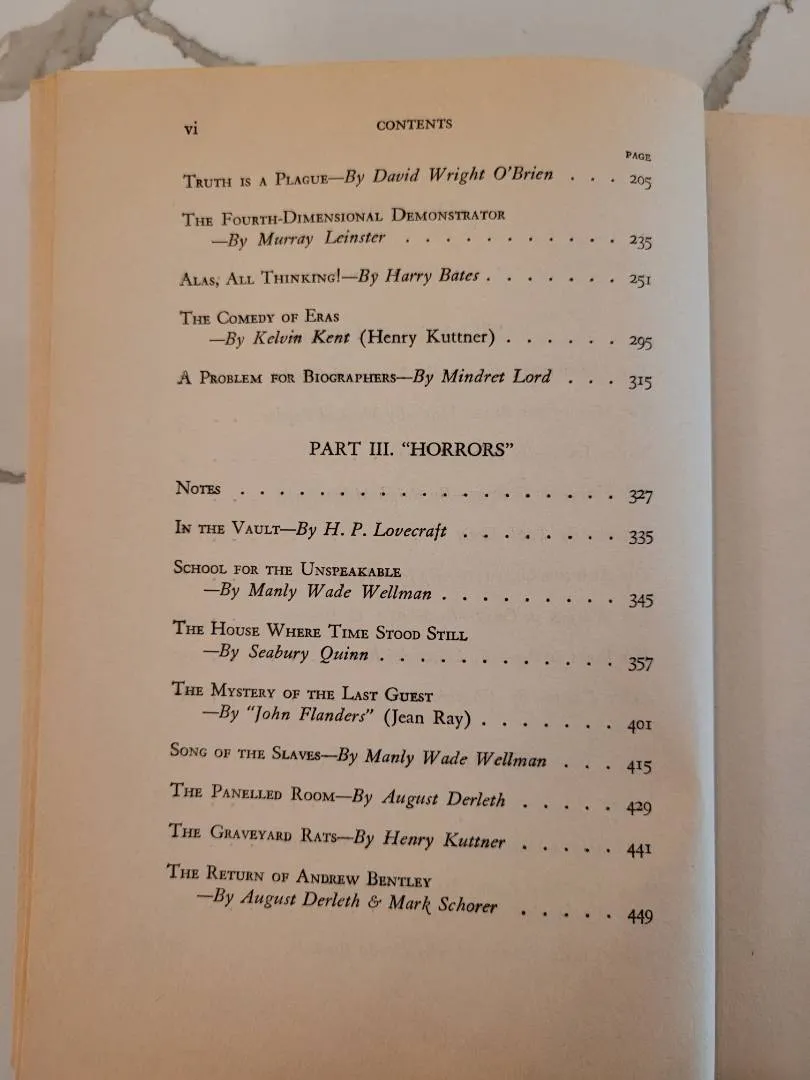 vi CONTENTS
PAGE
TRUTH IS A PLAGUE—By David Wright O'Brien . . . 205
THE FOURTH-DIMENSIONAL DEMONSTRATOR
—By Murray Leinster . . . . . . . . . . . 235
ALAS, ALL THINKING!—By Harry Bates . . . . . . . 251
THE COMEDY OF ERAS
—By Kelvin Kent (Henry Kuttner) . . . . . . 295
A PROBLEM FOR BIOGRAPHERS—By Mindret Lord . . . 315
PART III. "HORRORS"
NOTES . . . . . . . . . . . . . . . . . . . 327
IN THE VAULT—By H. P. Lovecraft . . . . . . . . 335
SCHOOL FOR THE UNSPEAKABLE
—By Manly Wade Wellman . . . . . . . . . 345
THE HOUSE WHERE TIME STOOD STILL
—By Seabury Quinn . . . . . . . . . . . . 357
THE MYSTERY OF THE LAST GUEST
—By "John Flanders" (Jean Ray) . . . . . . . 401
SONG OF THE SLAVES—By Manly Wade Wellman . . . 415
THE PANELLED ROOM—By August Derleth . . . . . 429
THE GRAVEYARD RATS—By Henry Kuttner . . . . . 441
THE RETURN OF ANDREW BENTLEY
—By August Derleth & Mark Schorer . . . . . 449